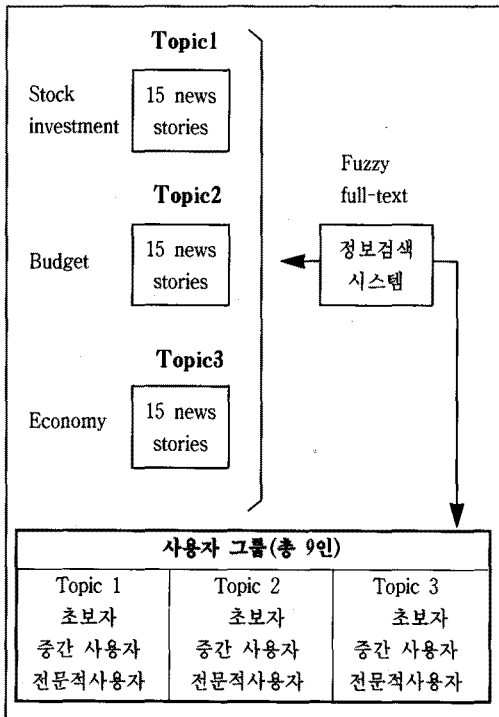 Topic1
Stock
investment
15 news
stories
Topic2
Budget
15 news
stories
Topic3
Economy
15 news
stories
Fuzzy
full-text
정보검색
시스템
사용자 그룹(총 9인)
Topic 1
초보자
중간 사용자
전문적사용자
Topic 2
초보자
중간 사용자
전문적사용자
Topic 3
초보자
중간 사용자
전문적사용자